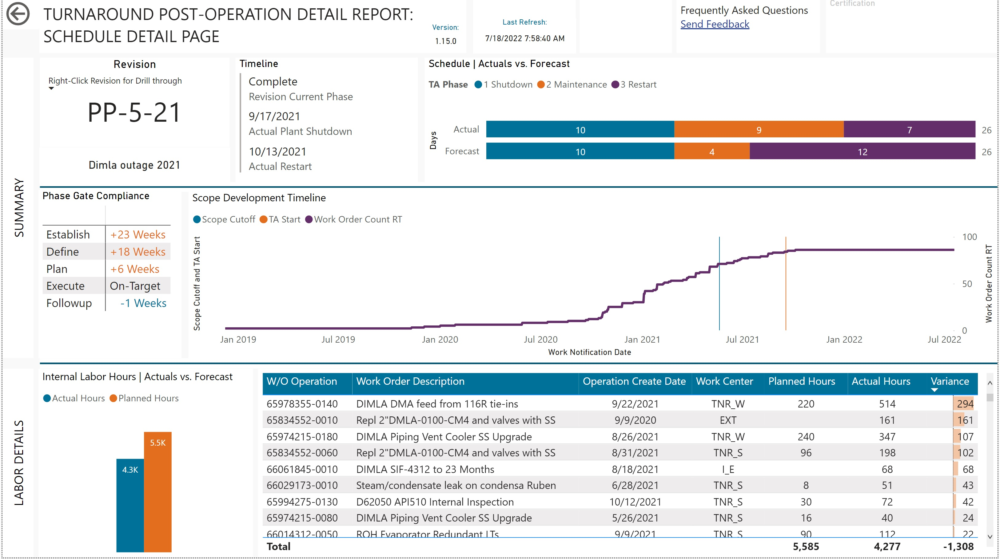 TURNAROUND POST-OPERATION DETAIL REPORT:
SCHEDULE DETAIL PAGE
Version:
1.15.0
Last Refresh:
7/18/2022 7:58:40 AM
Frequently Asked Questions
Send Feedback
Certification
SUMMARY
Revision
Right-Click Revision for Drill through
PP-5-21
Dimla outage 2021
Timeline
Complete
Revision Current Phase
9/17/2021
Actual Plant Shutdown
10/13/2021
Actual Restart
Schedule | Actuals vs. Forecast
TA Phase 1 Shutdown 2 Maintenance 3 Restart
Days
Actual 10 9 7 26
Forecast 10 4 12 26
Phase Gate Compliance
Establish +23 Weeks
Define +18 Weeks
Plan +6 Weeks
Execute On-Target
Followup -1 Weeks
Scope Development Timeline
Scope Cutoff TA Start Work Order Count RT
Scope Cutoff and TA Start
100
50
0
Work Order Count RT
Jan 2019 Jul 2019 Jan 2020 Jul 2020 Jan 2021 Jul 2021 Jan 2022 Jul 2022
Work Notification Date
LABOR DETAILS
Internal Labor Hours | Actuals vs. Forecast
Actual Hours Planned Hours
4.3K
5.5K
W/O Operation Work Order Description Operation Create Date Work Center Planned Hours Actual Hours Variance
65978355-0140 DIMLA DMA feed from 116R tie-ins 9/22/2021 TNR_W 220 514 294
65834552-0010 Repl 2"DMLA-0100-CM4 and valves with SS 9/9/2020 EXT 161 161
65974215-0180 DIMLA Piping Vent Cooler SS Upgrade 8/26/2021 TNR_W 240 347 107
65834552-0060 Repl 2"DMLA-0100-CM4 and valves with SS 8/31/2021 TNR_S 96 198 102
66061845-0010 DIMLA SIF-4312 to 23 Months 8/18/2021 I_E 68 68
66029173-0010 Steam/condensate leak on condensa Ruben 6/28/2021 TNR_S 8 51 43
65994275-0130 D62050 API510 Internal Inspection 10/12/2021 TNR_S 30 72 42
65974215-0080 DIMLA Piping Vent Cooler SS Upgrade 5/26/2021 TNR_S 16 40 24
66014312-0050 ROH Evaporator Redundant LTs 9/9/2021 TNR_S 90 112 22
Total 5,585 4,277 -1,308